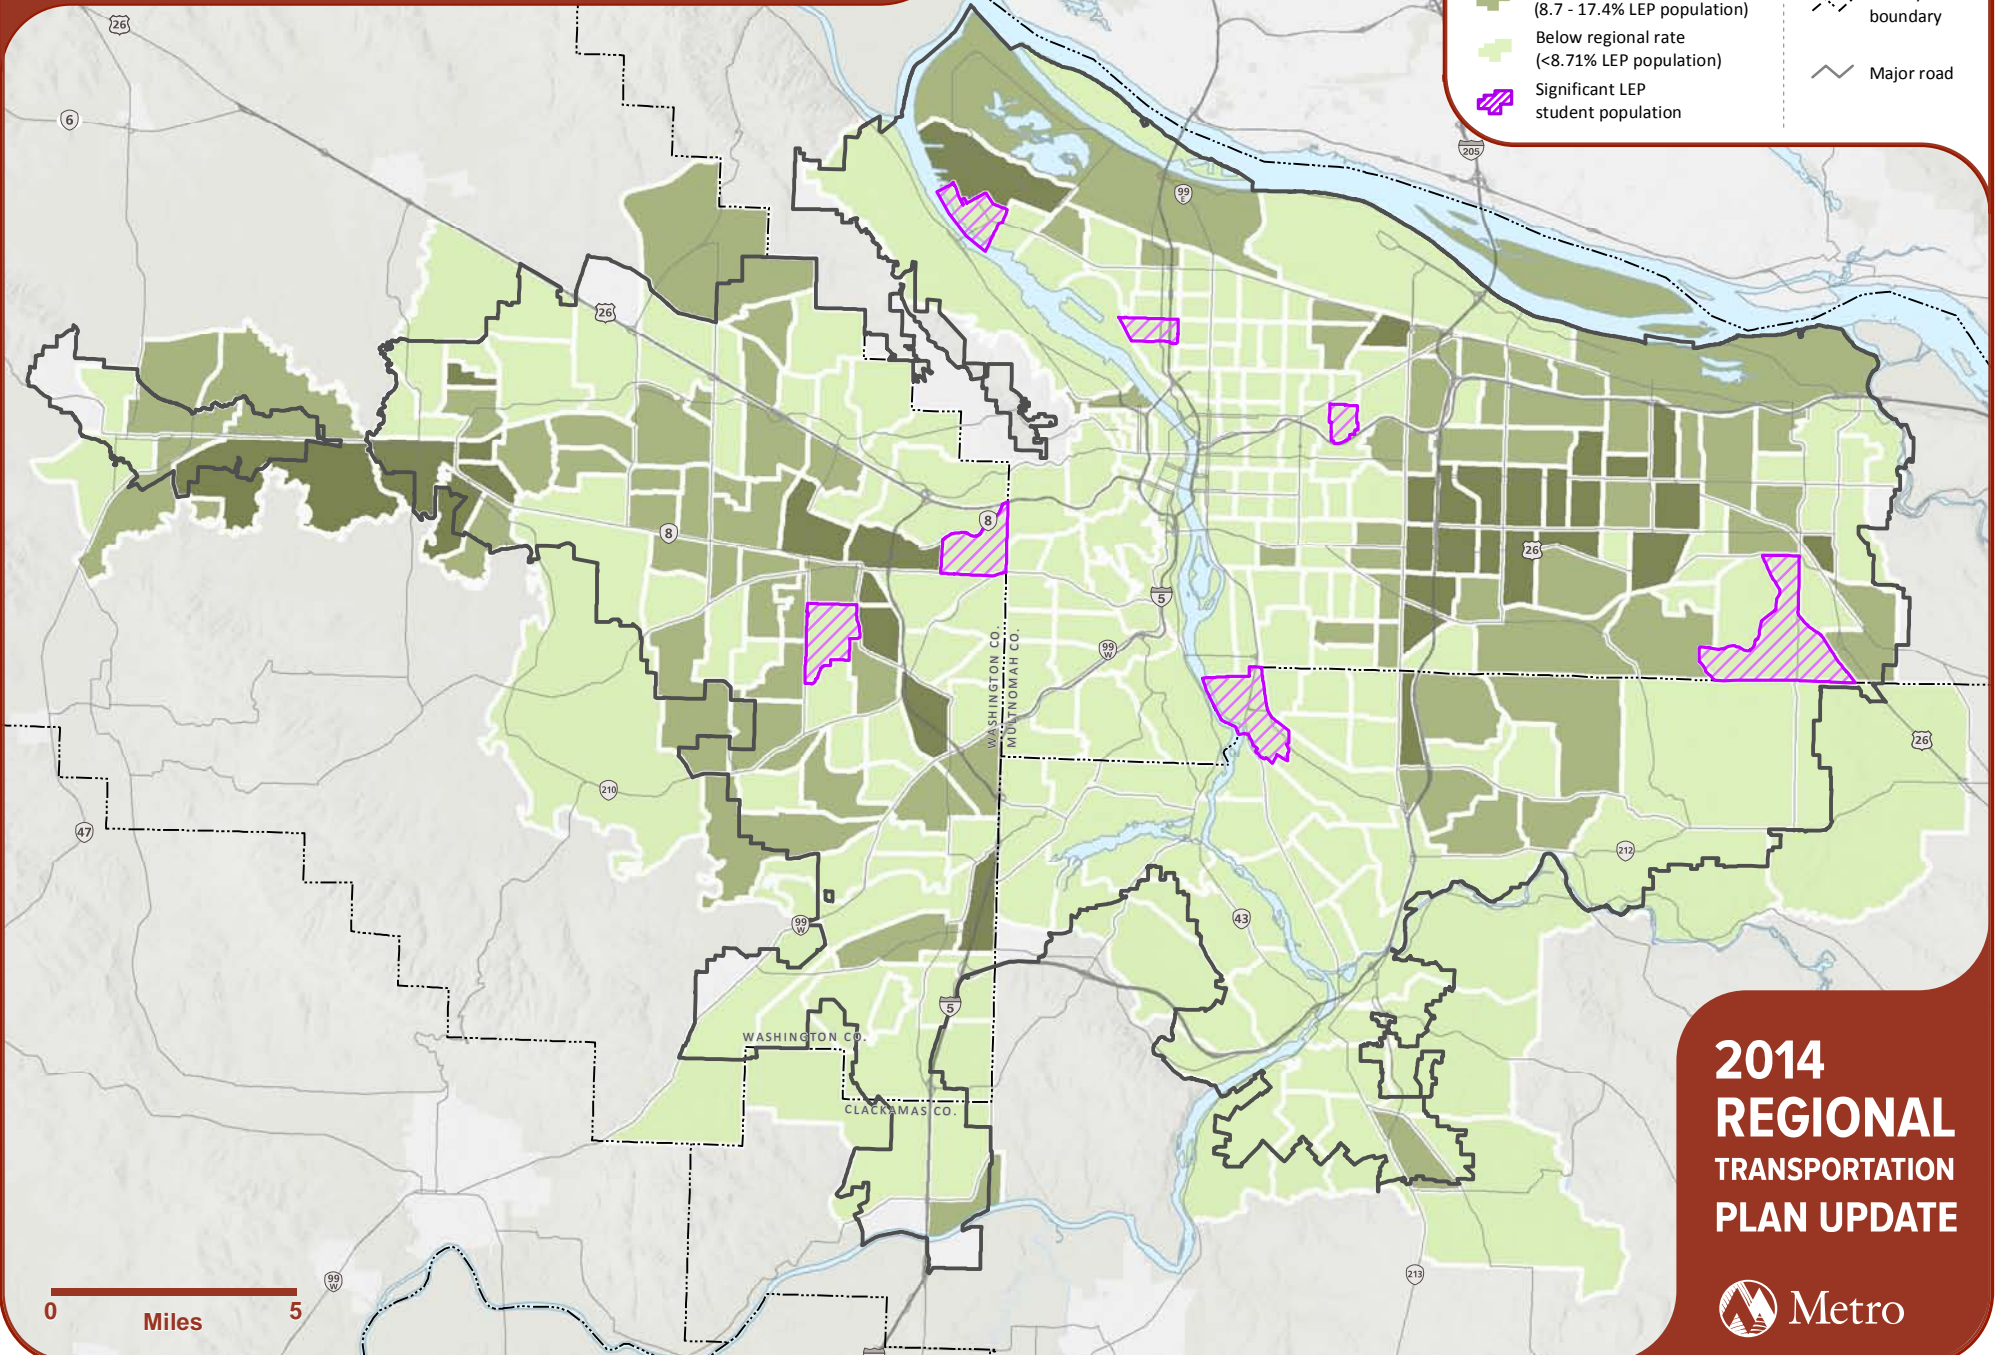 (8.7 - 17.4% LEP population)
Below regional rate
(<8.71% LEP population)
Significant LEP
student population
boundary
Major road
26
6
205
99
E
26
8
8
26
5
99
W
WASHINGTON CO.
MULTNOMAH CO.
26
210
47
212
99
W
43
5
WASHINGTON CO.
CLACKAMAS CO.
99
W
213
0
5
Miles
2014
REGIONAL
TRANSPORTATION
PLAN UPDATE
Metro